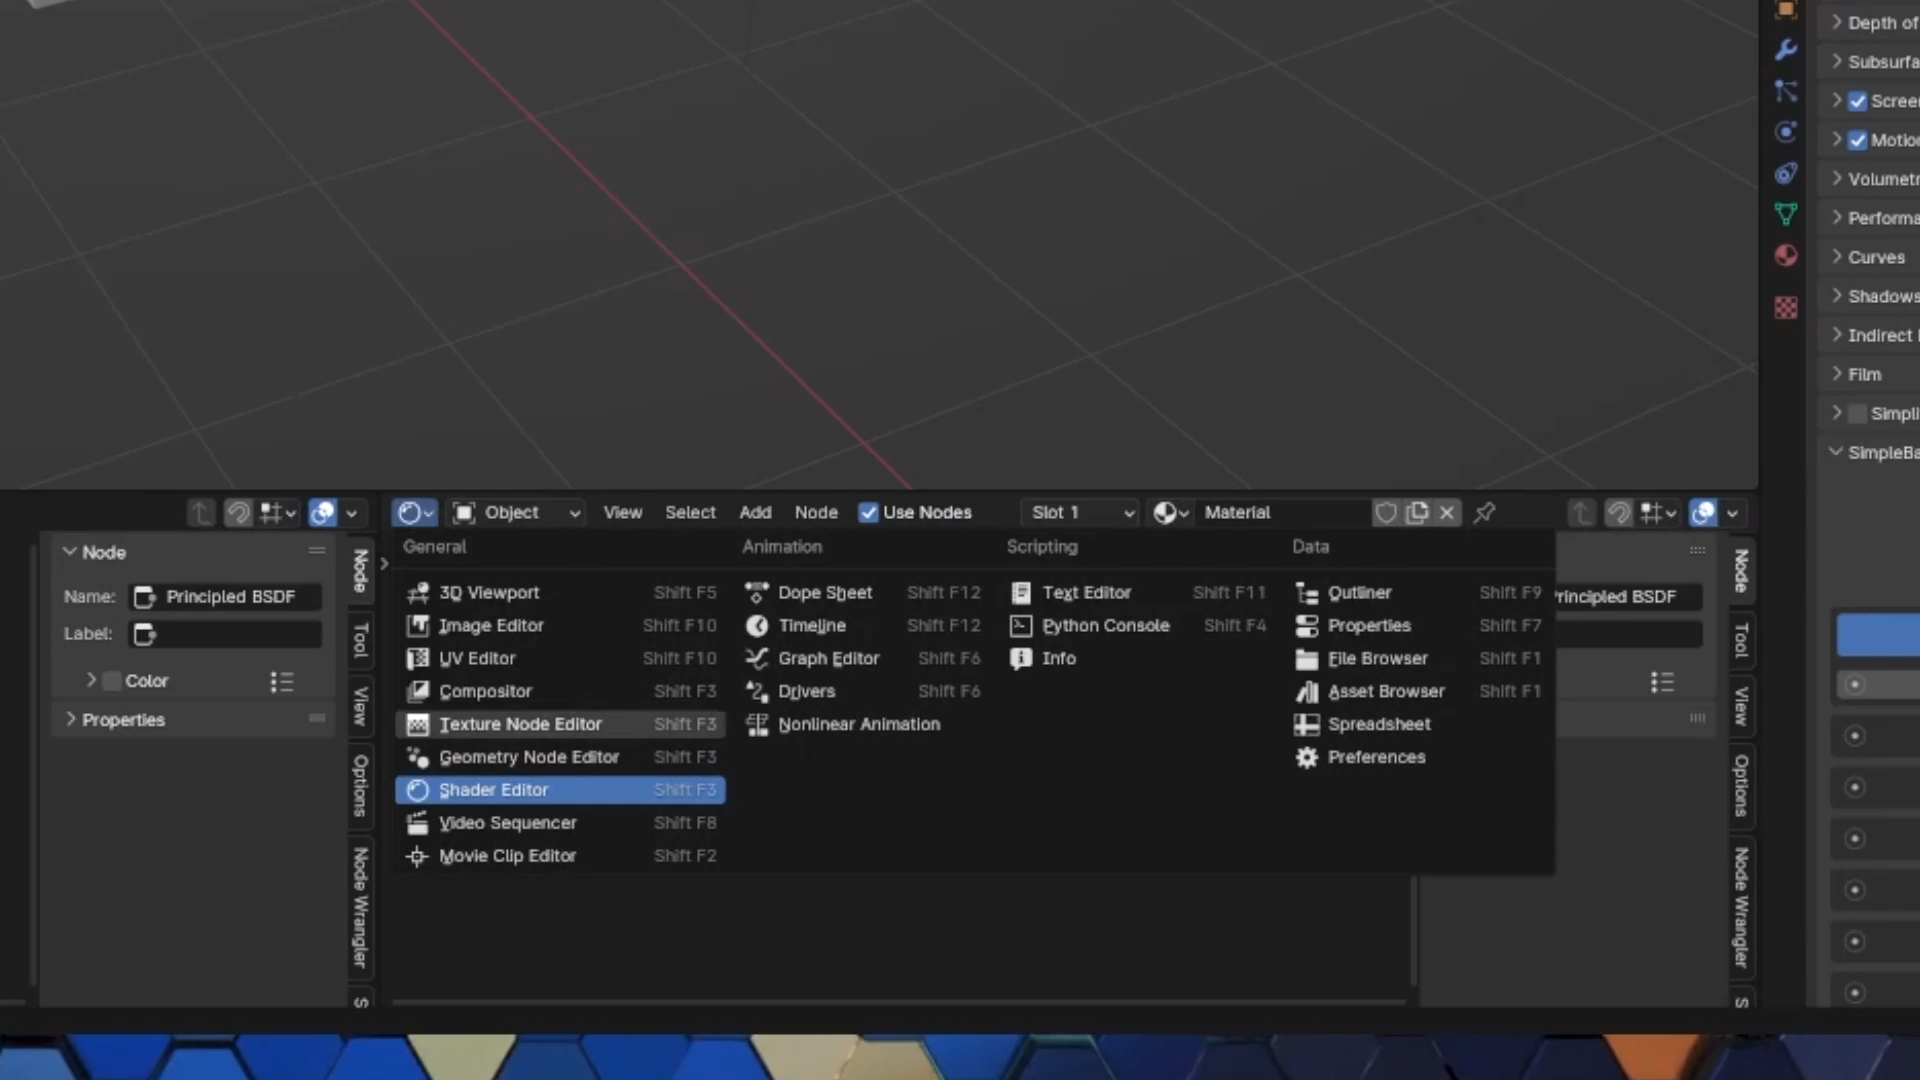 Depth of
Subsurfa
Screen
Motion
Volumetr
Performa
Curves
Shadows
Indirect
Film
Simpli
SimpleBa
Object View Select Add Node Use Nodes Slot 1 Material
Node
Name: Principled BSDF
Label:
Color
Properties
Node
Tool
View
Options
Node Wrangler
S
General
3D Viewport Shift F5
Image Editor Shift F10
UV Editor Shift F10
Compositor Shift F3
Texture Node Editor Shift F3
Geometry Node Editor Shift F3
Shader Editor Shift F3
Video Sequencer Shift F8
Movie Clip Editor Shift F2
Animation
Dope Sheet Shift F12
Timeline Shift F12
Graph Editor Shift F6
Drivers Shift F6
Nonlinear Animation
Scripting
Text Editor Shift F11
Python Console Shift F4
Info
Data
Outliner Shift F9
Properties Shift F7
File Browser Shift F1
Asset Browser Shift F1
Spreadsheet
Preferences
rincipled BSDF
Node
Tool
View
Options
Node Wrangler
S